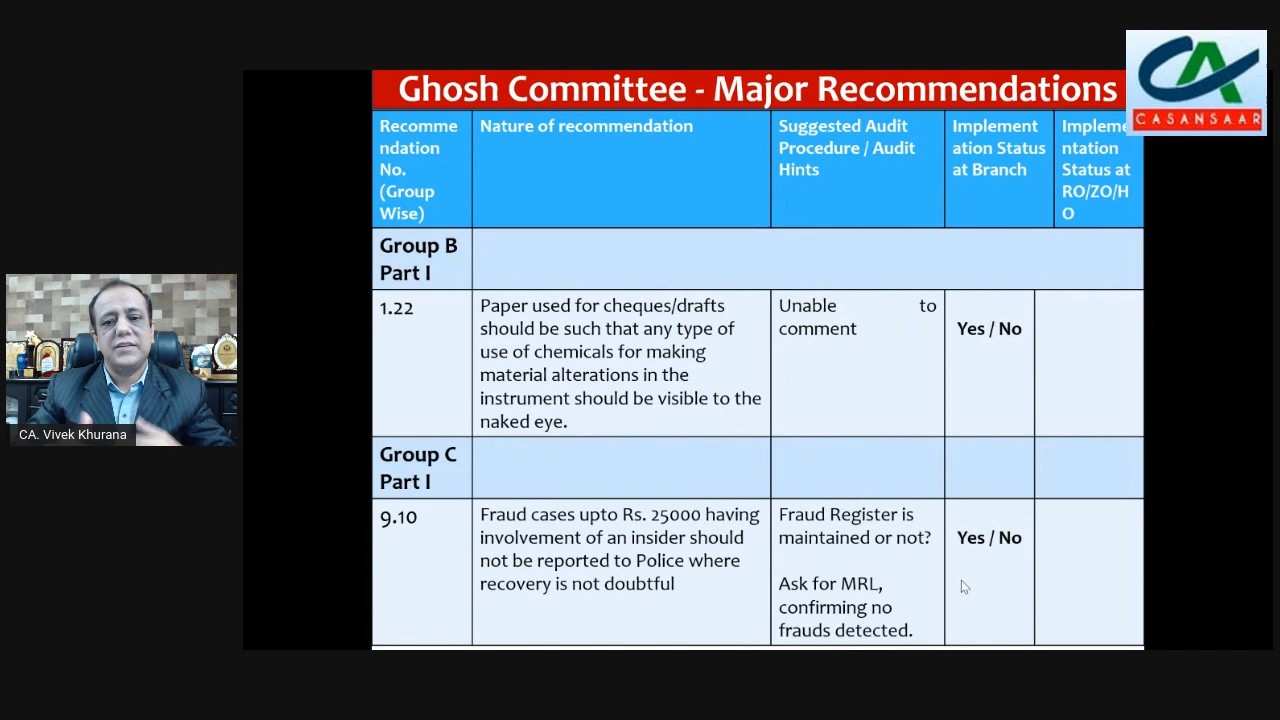 Ghosh Committee - Major Recommendations
CASANSAAR
Recomme
ndation
No.
(Group
Wise)
Nature of recommendation
Suggested Audit
Procedure / Audit
Hints
Implement
ation Status
at Branch
Impleme
ntation
Status at
RO/ZO/H
O
Group B
Part I
1.22
Paper used for cheques/drafts
should be such that any type of
use of chemicals for making
material alterations in the
instrument should be visible to the
naked eye.
Unable to
comment
Yes / No
Group C
Part I
9.10
Fraud cases upto Rs. 25000 having
involvement of an insider should
not be reported to Police where
recovery is not doubtful
Fraud Register is
maintained or not?
Ask for MRL,
confirming no
frauds detected.
Yes / No
CA. Vivek Khurana